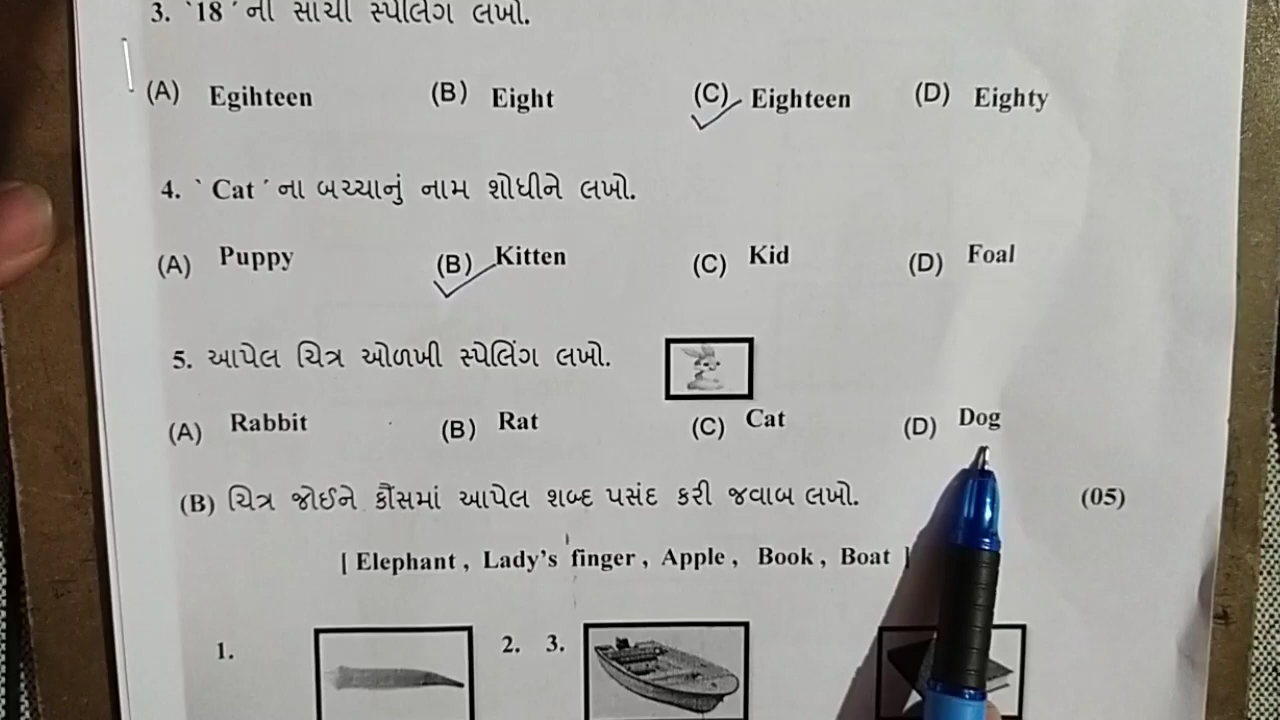 3. `18´ ના સાચા સ્પેલિંગ લખો.
(A) Egihteen (B) Eight (C) Eighteen (D) Eighty
4. ` Cat ´ ના બચ્ચાનું નામ શોધીને લખો.
(A) Puppy (B) Kitten (C) Kid (D) Foal
5. આપેલ ચિત્ર ઓળખી સ્પેલિંગ લખો.
(A) Rabbit (B) Rat (C) Cat (D) Dog
(B) ચિત્ર જોઈને કૌંસમાં આપેલ શબ્દ પસંદ કરી જવાબ લખો. (05)
[ Elephant , Lady’s finger , Apple , Book , Boat ]
1. 2. 3.